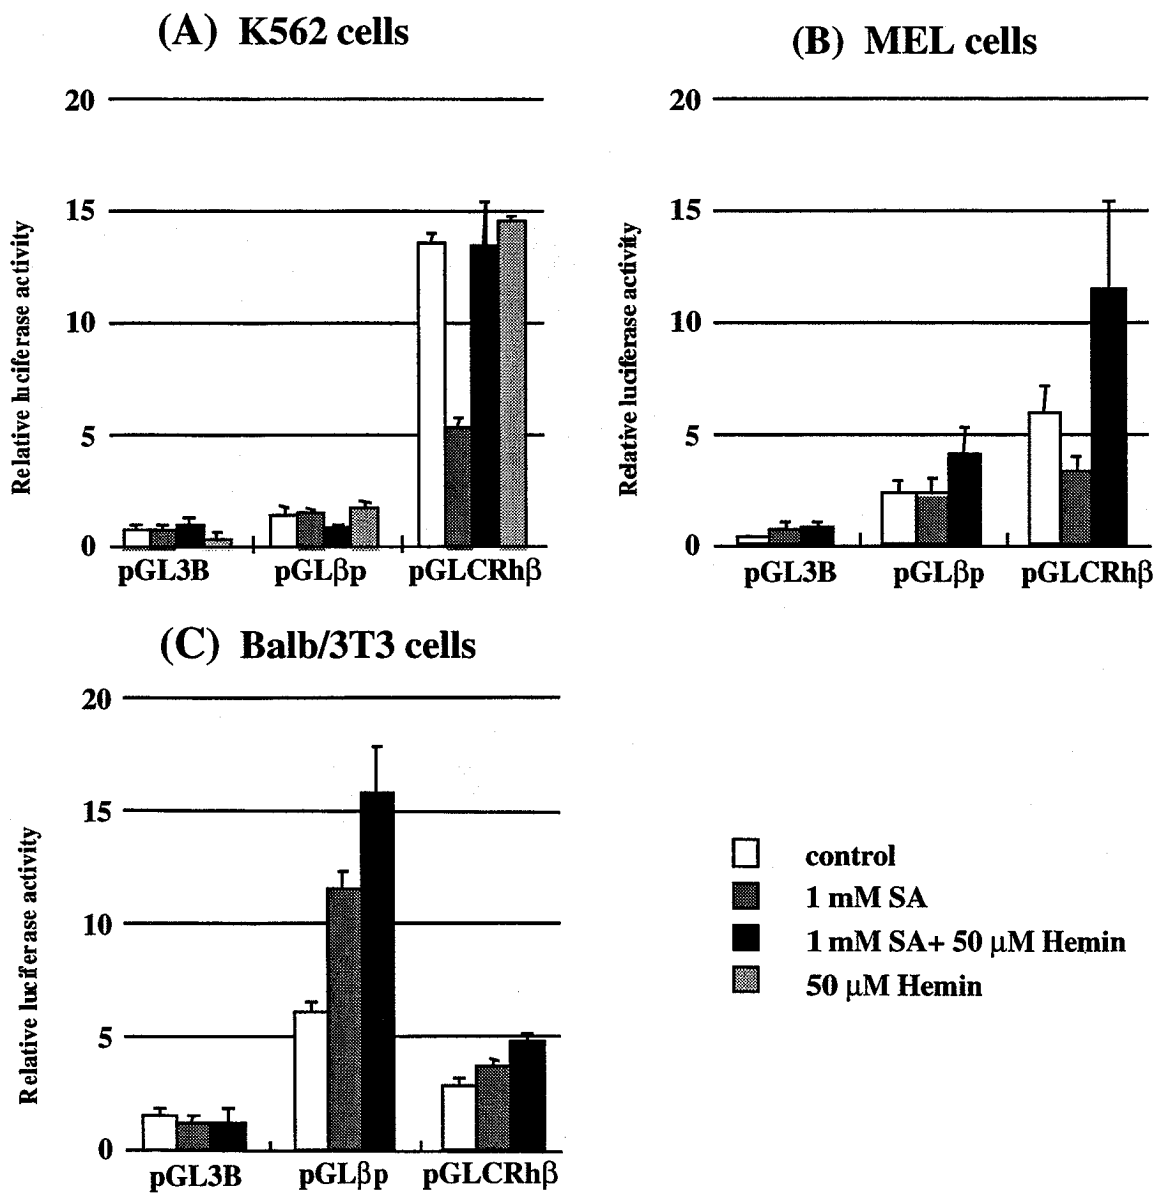 (A) K562 cells
20
15
10
5
0
Relative luciferase activity
pGL3B pGLβp pGLCRhβ
(B) MEL cells
20
15
10
5
0
Relative luciferase activity
pGL3B pGLβp pGLCRhβ
(C) Balb/3T3 cells
20
15
10
5
0
Relative luciferase activity
pGL3B pGLβp pGLCRhβ
control
1 mM SA
1 mM SA+ 50 μM Hemin
50 μM Hemin